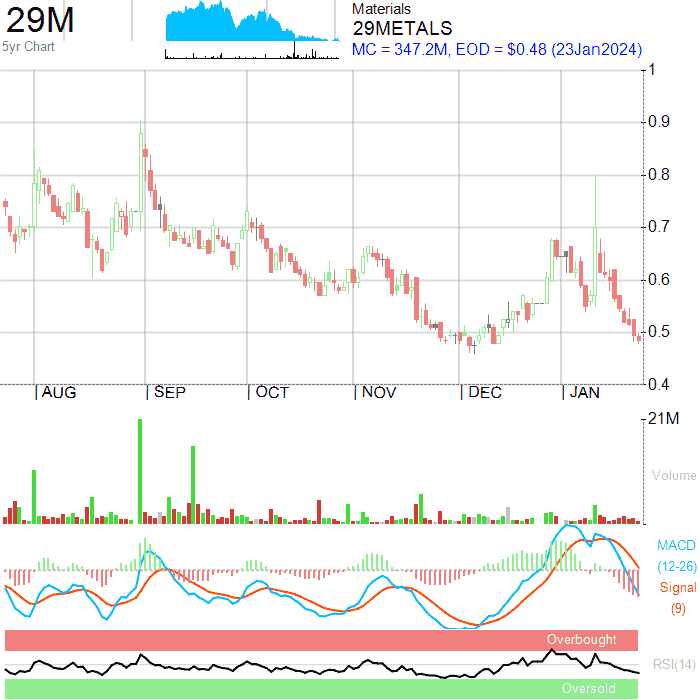 29M
5yr Chart
Materials
29METALS
MC = 347.2M, EOD = $0.48 (23Jan2024)
1
0.9
0.8
0.7
0.6
0.5
0.4
AUG SEP OCT NOV DEC JAN
21M
Volume
MACD
(12-26)
Signal
(9)
Overbought
RSI(14)
Oversold